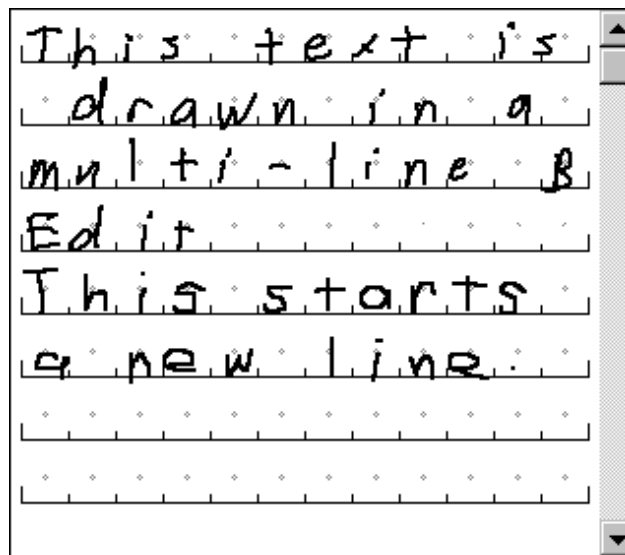 This text is
drawn in a
multi-line B
Edit
This starts
a new line.